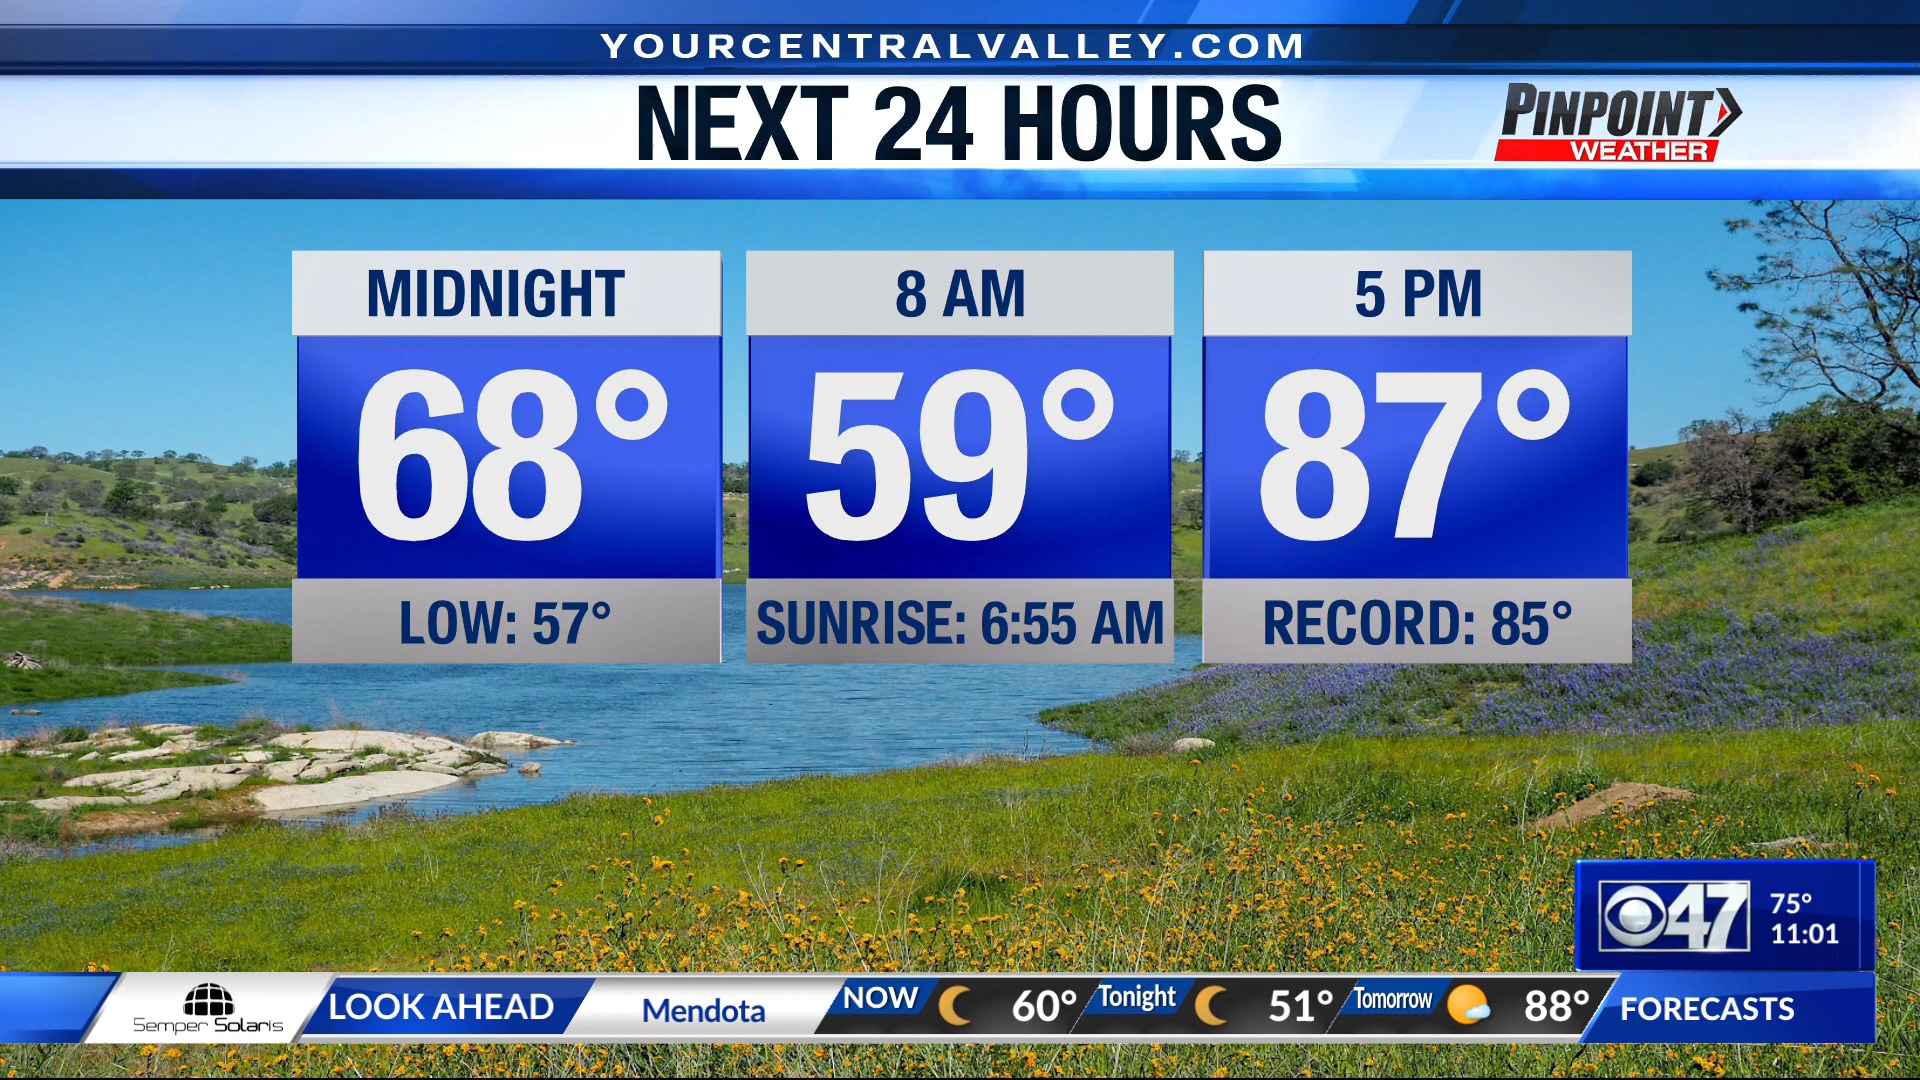 YOURCENTRALVALLEY.COM
NEXT 24 HOURS
PINPOINT
WEATHER
MIDNIGHT
68°
LOW: 57°
8 AM
59°
SUNRISE: 6:55 AM
5 PM
87°
RECORD: 85°
47
75°
11:01
Semper Solaris
LOOK AHEAD
Mendota
NOW
60°
Tonight
51°
Tomorrow
88°
FORECASTS